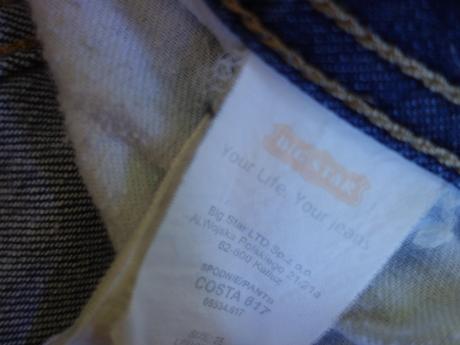 BIG STAR
Your Life. Your jeans
Big Star LTD Sp. z o.o.
Al.Wojska Polskiego 21-21a
62-800 Kalisz
SPODNIE/PANTS
COSTA 617